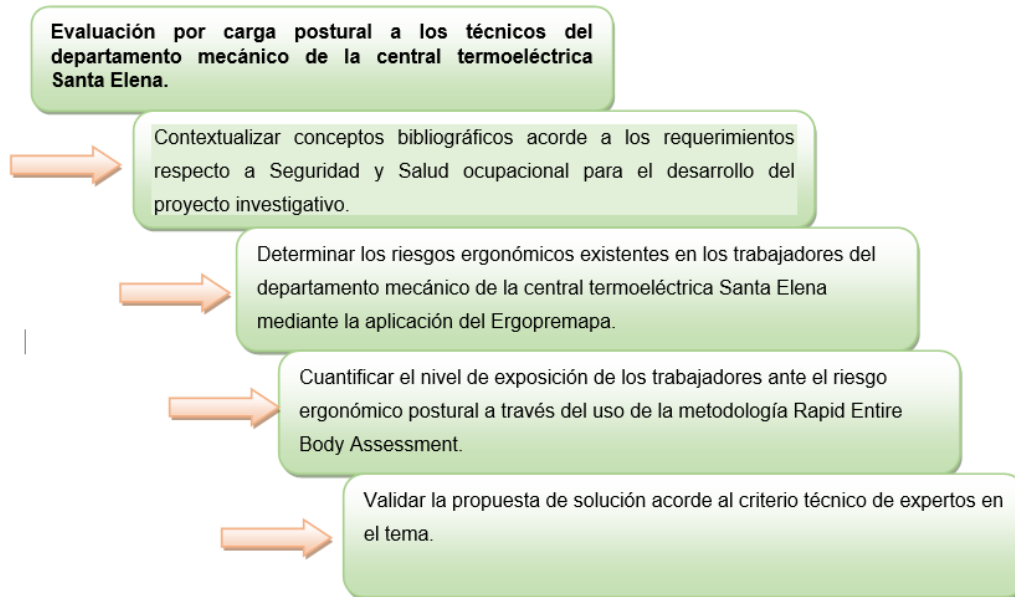 Evaluación por carga postural a los técnicos del
departamento mecánico de la central termoeléctrica
Santa Elena.
Contextualizar conceptos bibliográficos acorde a los requerimientos
respecto a Seguridad y Salud ocupacional para el desarrollo del
proyecto investigativo.
Determinar los riesgos ergonómicos existentes en los trabajadores del
departamento mecánico de la central termoeléctrica Santa Elena
mediante la aplicación del Ergopremapa.
Cuantificar el nivel de exposición de los trabajadores ante el riesgo
ergonómico postural a través del uso de la metodología Rapid Entire
Body Assessment.
Validar la propuesta de solución acorde al criterio técnico de expertos en
el tema.